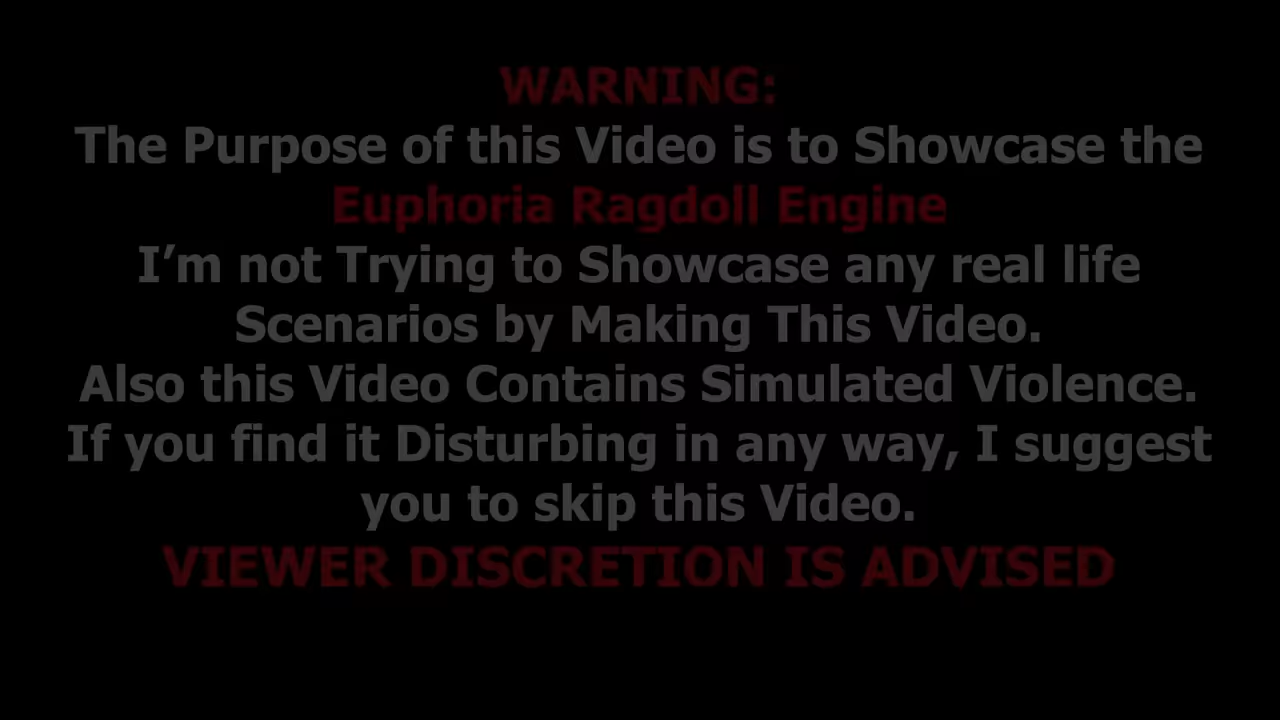 WARNING:
The Purpose of this Video is to Showcase the
Euphoria Ragdoll Engine
I’m not Trying to Showcase any real life
Scenarios by Making This Video.
Also this Video Contains Simulated Violence.
If you find it Disturbing in any way, I suggest
you to skip this Video.
VIEWER DISCRETION IS ADVISED